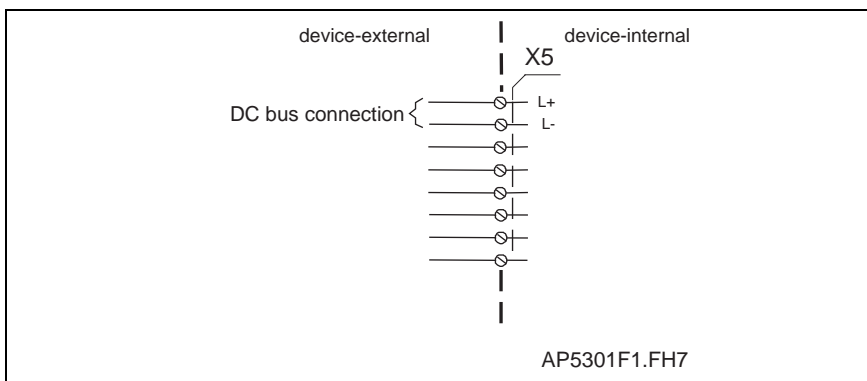 device-external
device-internal
X5
L+
DC bus connection
L-
AP5301F1.FH7